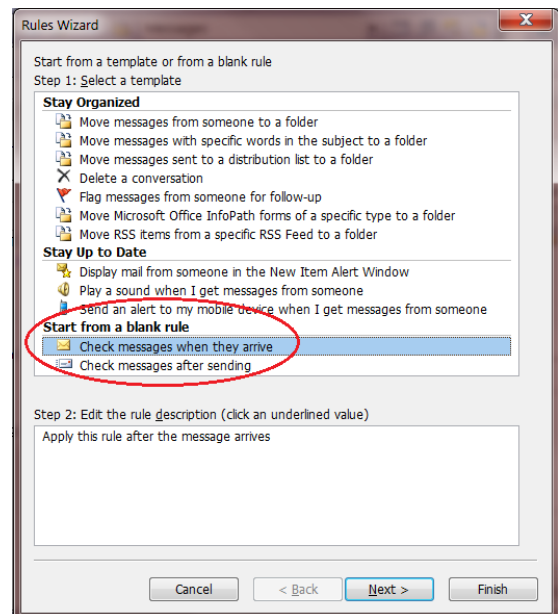 Rules Wizard
Start from a template or from a blank rule
Step 1: Select a template
Stay Organized
Move messages from someone to a folder
Move messages with specific words in the subject to a folder
Move messages sent to a distribution list to a folder
Delete a conversation
Flag messages from someone for follow-up
Move Microsoft Office InfoPath forms of a specific type to a folder
Move RSS items from a specific RSS Feed to a folder
Stay Up to Date
Display mail from someone in the New Item Alert Window
Play a sound when I get messages from someone
Send an alert to my mobile device when I get messages from someone
Start from a blank rule
Check messages when they arrive
Check messages after sending
Step 2: Edit the rule description (click an underlined value)
Apply this rule after the message arrives
Cancel < Back Next > Finish